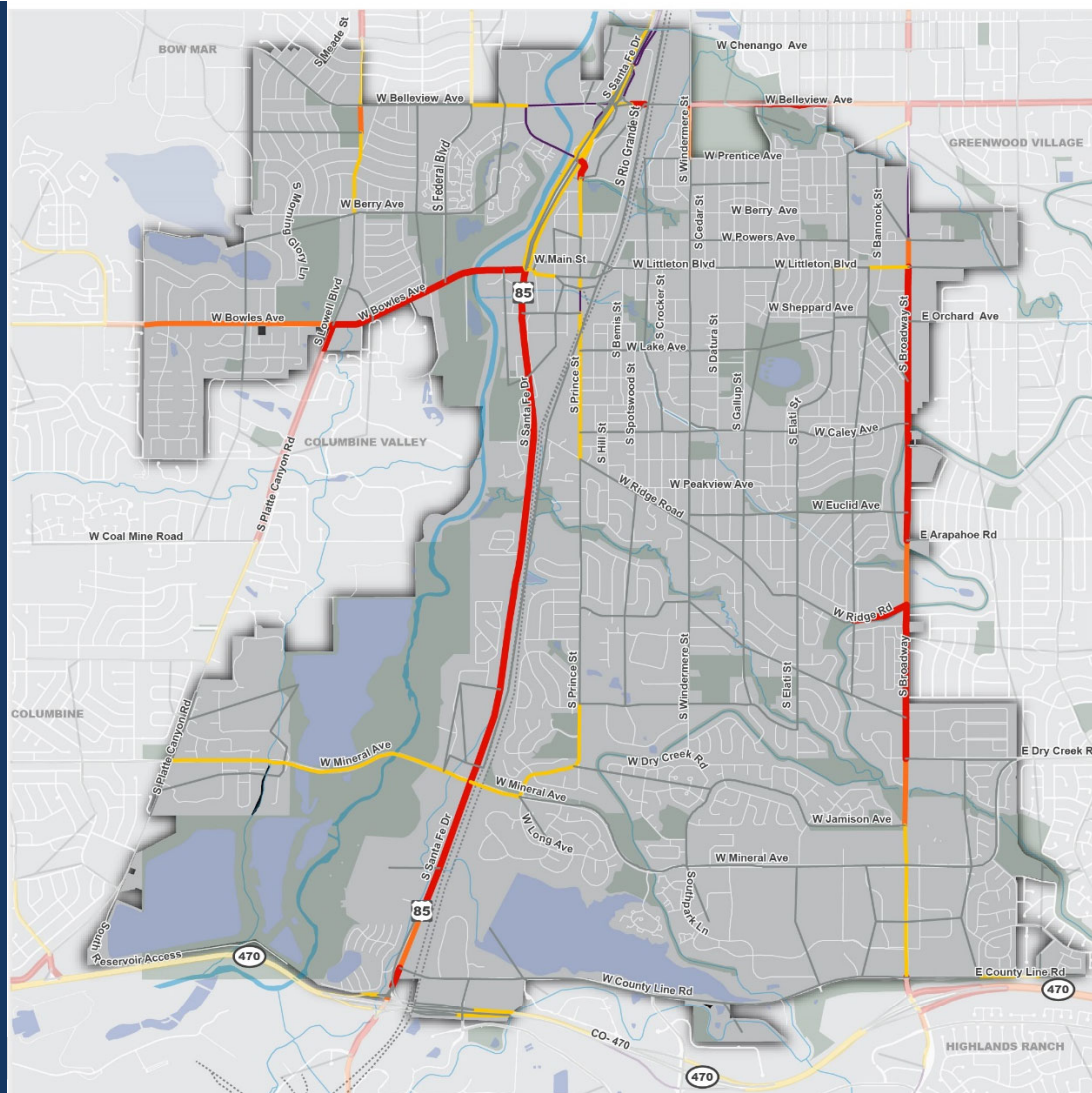 BOW MAR
S Meade St
W Chenango Ave
S Santa Fe Dr
W Belleview Ave
W Belleview Ave
S Rio Grande St
S Windermere St
GREENWOOD VILLAGE
W Prentice Ave
S Federal Blvd
S Morning Glory Ln
W Berry Ave
S Cedar St
W Berry Ave
S Bannock St
W Powers Ave
W Main St
W Littleton Blvd
W Littleton Blvd
85
S Lowell Blvd
W Bowles Ave
W Bowles Ave
S Bemis St
S Crocker St
W Sheppard Ave
E Orchard Ave
S Broadway St
W Lake Ave
S Datura St
S Santa Fe Dr
S Prince St
S Spotswood St
S Gallup St
S Elati St
S Hill St
W Caley Ave
COLUMBINE VALLEY
S Platte Canyon Rd
W Ridge Road
W Peakview Ave
W Euclid Ave
W Coal Mine Road
E Arapahoe Rd
W Ridge Rd
S Prince St
S Windermere St
S Elati St
S Broadway
COLUMBINE
S Platte Canyon Rd
W Mineral Ave
W Dry Creek Rd
E Dry Creek R
W Mineral Ave
W Long Ave
W Jamison Ave
S Santa Fe Dr
W Mineral Ave
Southpark Ln
85
South
Reservoir Access
470
W County Line Rd
E County Line Rd
470
CO- 470
470
HIGHLANDS RANCH